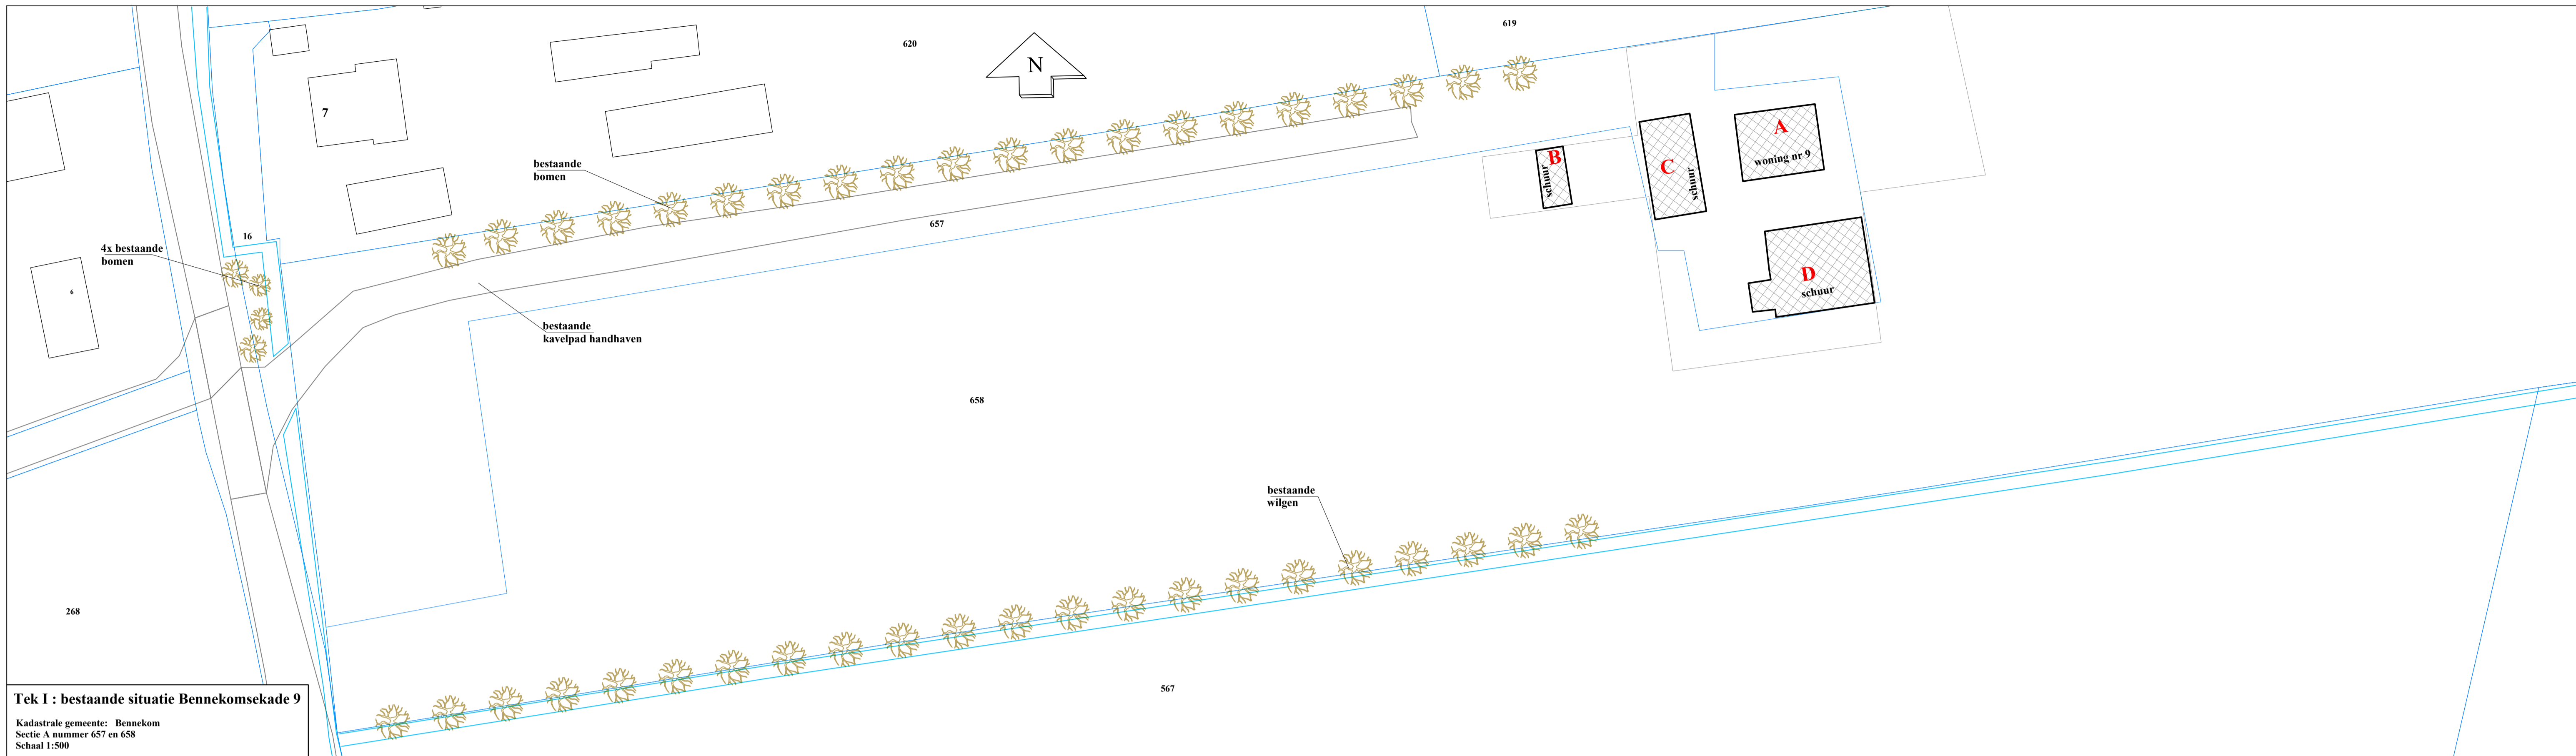 619
620
N
7
A
woning nr 9
B
schuur
C
schuur
bestaande
bomen
657
16
4x bestaande
bomen
D
schuur
6
bestaande
kavelpad handhaven
658
bestaande
wilgen
268
567
Tek I : bestaande situatie Bennekomsekade 9
Kadastrale gemeente: Bennekom
Sectie A nummer 657 en 658
Schaal 1:500